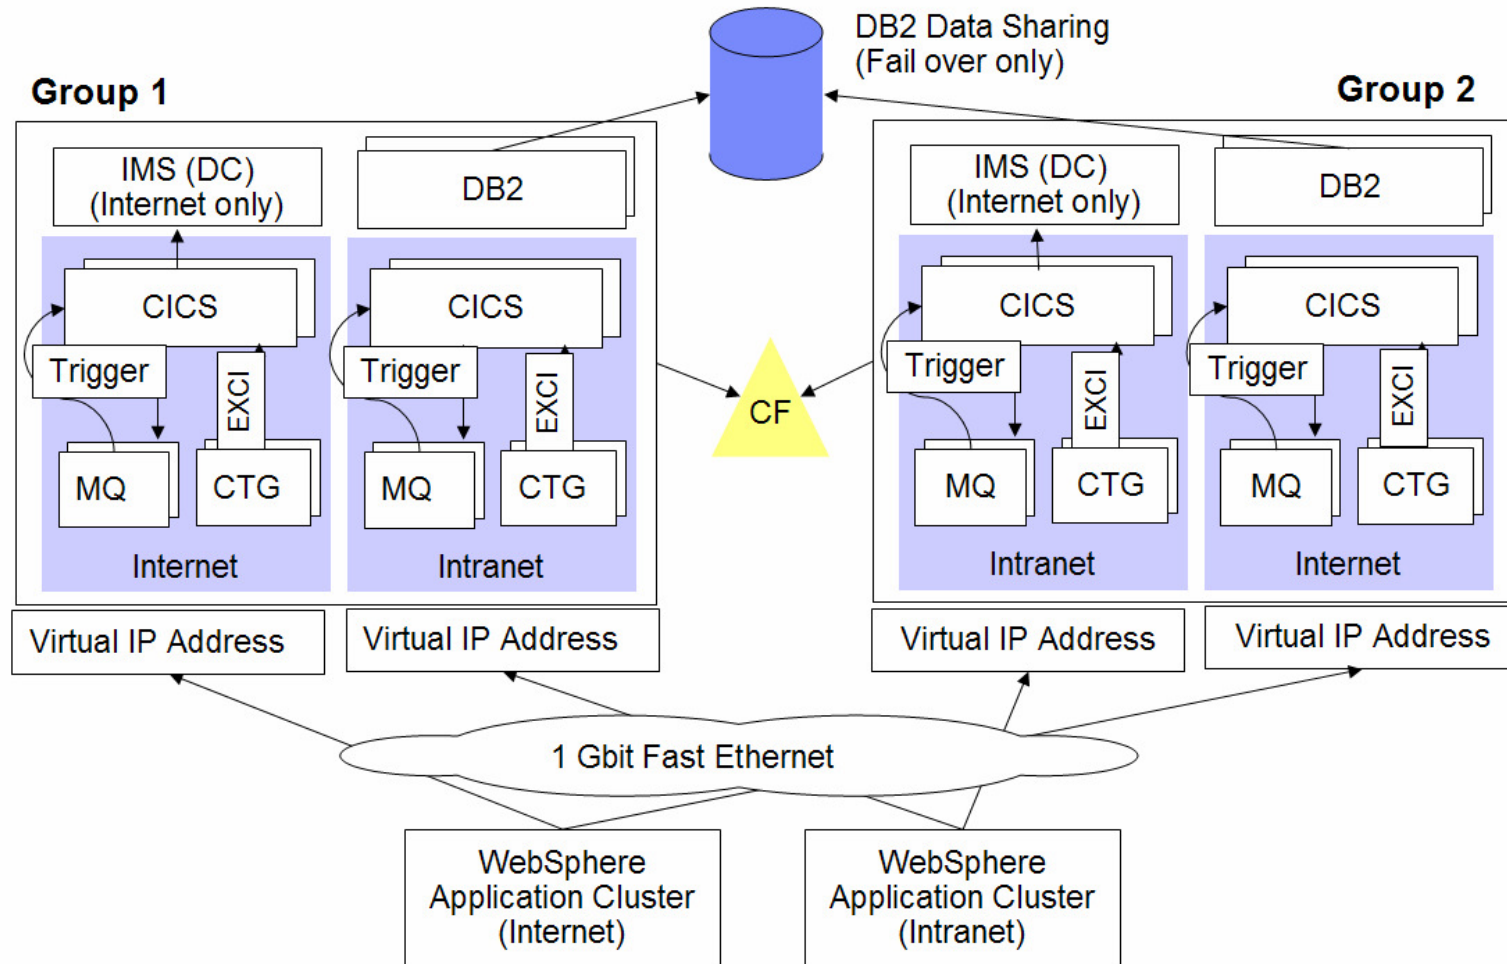 DB2 Data Sharing
(Fail over only)
Group 1
Group 2
IMS (DC)
(Internet only)
DB2
CICS
CICS
Trigger
EXCI
Trigger
EXCI
MQ
CTG
MQ
CTG
Internet
Intranet
CF
IMS (DC)
(Internet only)
DB2
CICS
CICS
Trigger
EXCI
Trigger
EXCI
MQ
CTG
MQ
CTG
Intranet
Internet
Virtual IP Address
Virtual IP Address
Virtual IP Address
Virtual IP Address
1 Gbit Fast Ethernet
WebSphere
Application Cluster
(Internet)
WebSphere
Application Cluster
(Intranet)